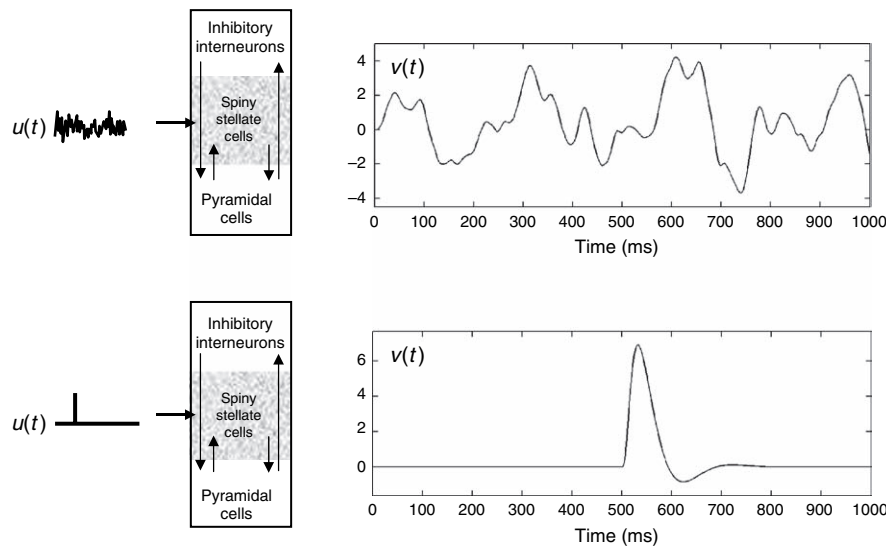 Inhibitory
interneurons
Spiny
stellate
cells
Pyramidal
cells
u(t)
v(t)
4
2
0
−2
−4
0 100 200 300 400 500 600 700 800 900 1000
Time (ms)
Inhibitory
interneurons
Spiny
stellate
cells
Pyramidal
cells
u(t)
v(t)
6
4
2
0
0 100 200 300 400 500 600 700 800 900 1000
Time (ms)